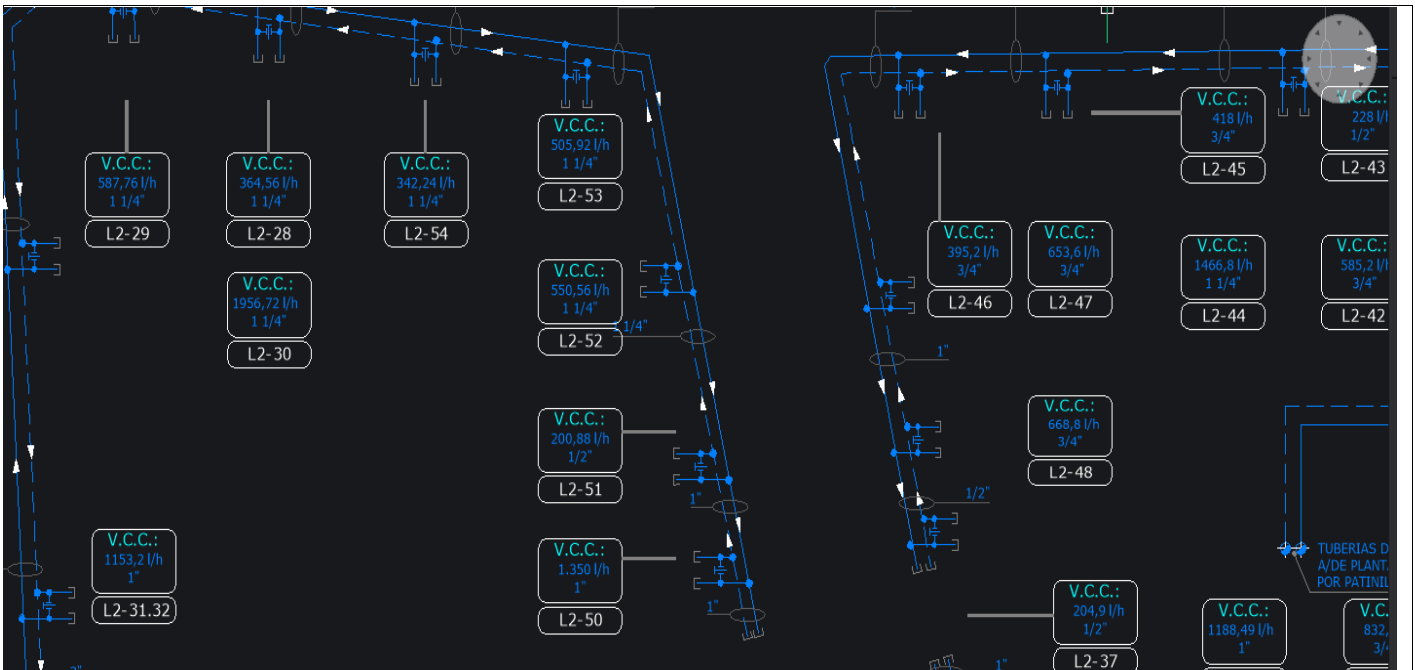 V.C.C.:
587,76 l/h
1 1/4"
L2-29
V.C.C.:
364,56 l/h
1 1/4"
L2-28
V.C.C.:
342,24 l/h
1 1/4"
L2-54
V.C.C.:
505,92 l/h
1 1/4"
L2-53
V.C.C.:
418 l/h
3/4"
L2-45
V.C.C.:
228 l/h
1/2"
L2-43
V.C.C.:
1956,72 l/h
1 1/4"
L2-30
V.C.C.:
550,56 l/h
1 1/4"
L2-52
1 1/4"
V.C.C.:
395,2 l/h
3/4"
L2-46
V.C.C.:
653,6 l/h
3/4"
L2-47
V.C.C.:
1466,8 l/h
1 1/4"
L2-44
V.C.C.:
585,2 l/h
3/4"
L2-42
1"
V.C.C.:
200,88 l/h
1/2"
L2-51
1"
V.C.C.:
668,8 l/h
3/4"
L2-48
1/2"
V.C.C.:
1153,2 l/h
1"
L2-31.32
V.C.C.:
1.350 l/h
1"
L2-50
1"
TUBERIAS D
A/DE PLANT.
POR PATINIL
V.C.C.:
204,9 l/h
1/2"
L2-37
V.C.C.:
1188,49 l/h
1"
V.C.
832,
3/4
2"
1"